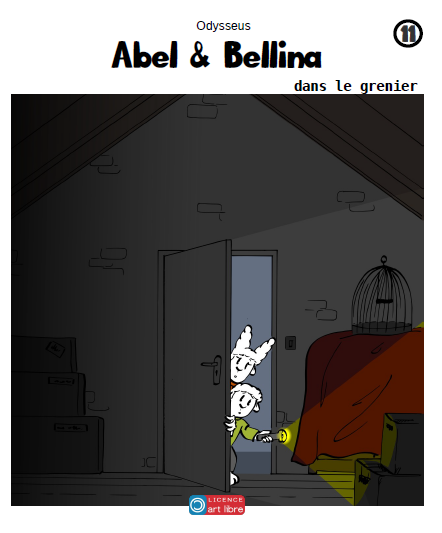 Odysseus
11
Abel & Bellina
dans le grenier
LICENCE
art libre